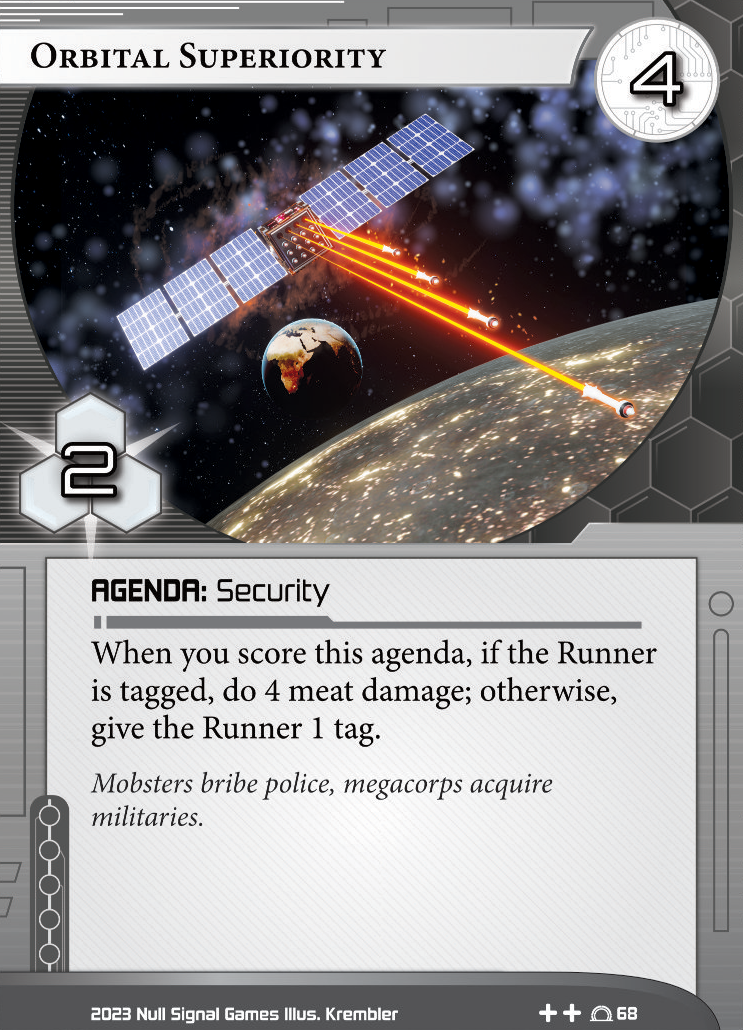 Orbital Superiority
4
2
AGENDA: Security
When you score this agenda, if the Runner
is tagged, do 4 meat damage; otherwise,
give the Runner 1 tag.
Mobsters bribe police, megacorps acquire
militaries.
2023 Null Signal Games Illus. Krembler
++ 68